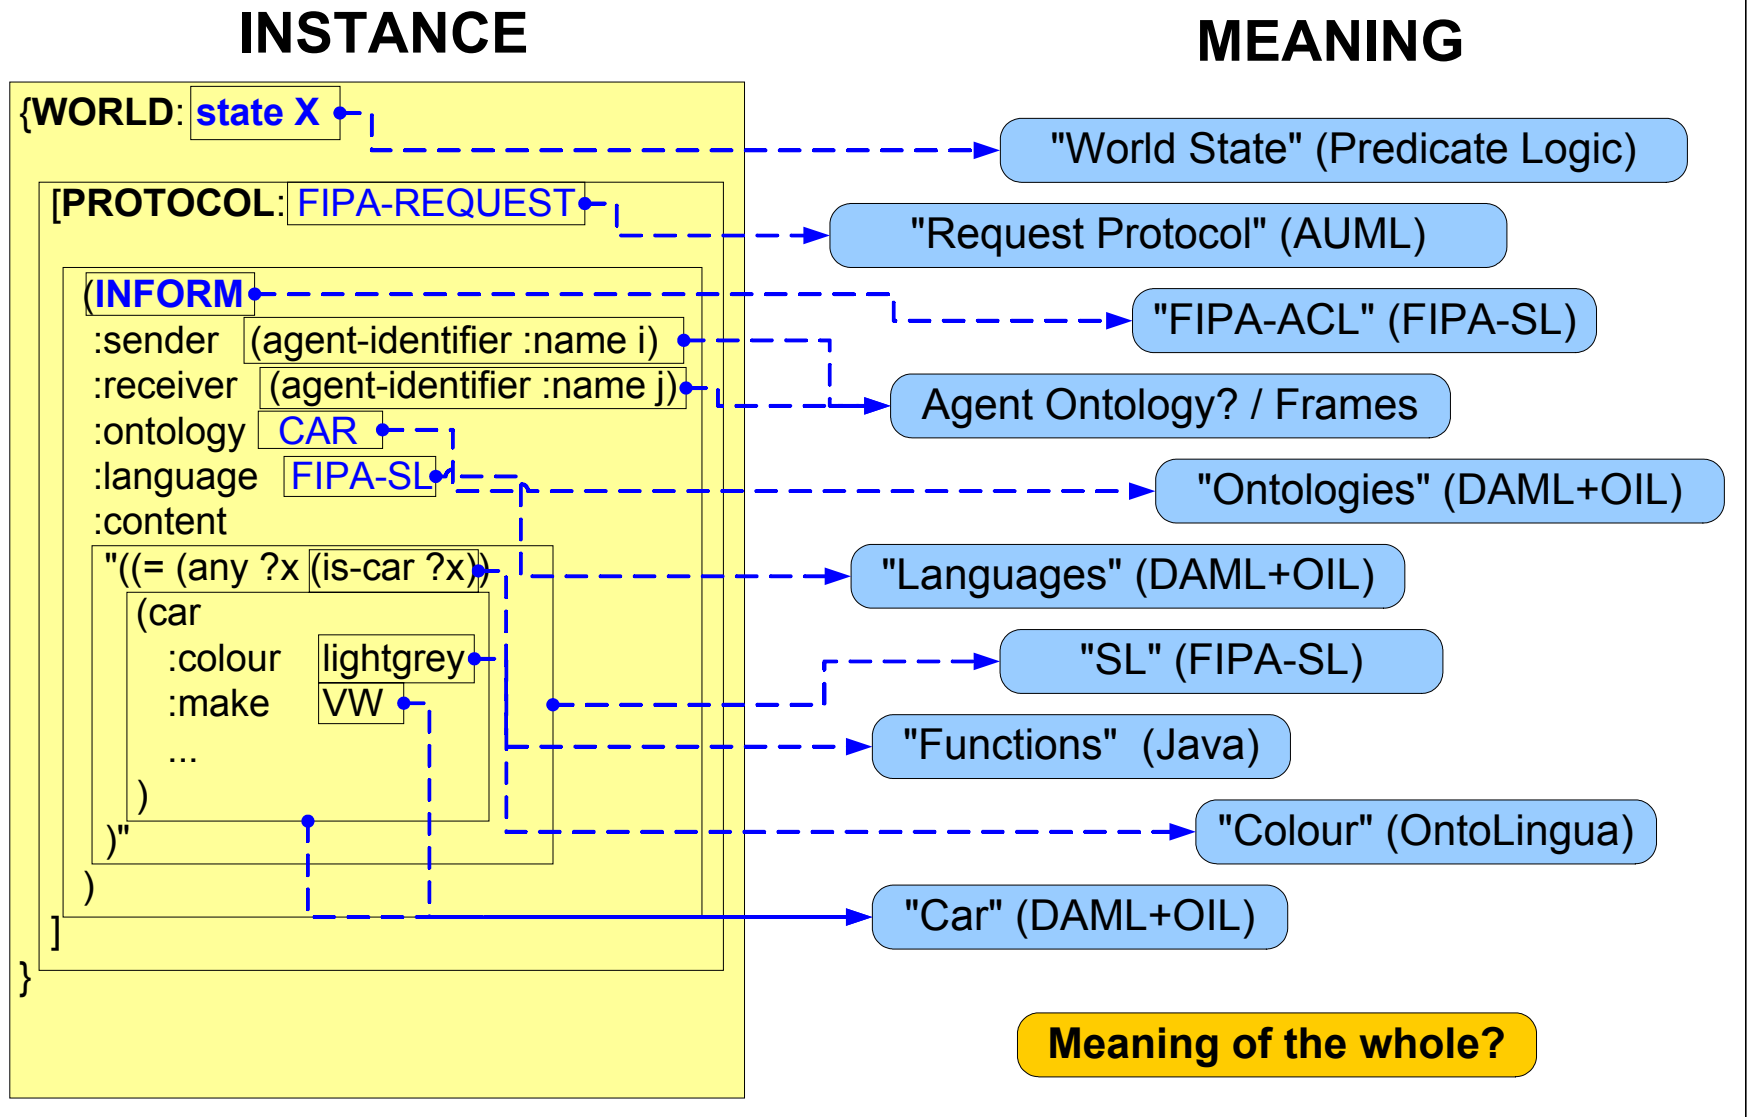 INSTANCE
MEANING
{WORLD: state X
"World State" (Predicate Logic)
[PROTOCOL: FIPA-REQUEST
"Request Protocol" (AUML)
(INFORM
"FIPA-ACL" (FIPA-SL)
:sender (agent-identifier :name i)
:receiver (agent-identifier :name j)
Agent Ontology? / Frames
:ontology CAR
:language FIPA-SL
"Ontologies" (DAML+OIL)
:content
"((= (any ?x (is-car ?x))
"Languages" (DAML+OIL)
(car
:colour lightgrey
"SL" (FIPA-SL)
:make VW
...
"Functions" (Java)
)
)"
"Colour" (OntoLingua)
)
"Car" (DAML+OIL)
]
}
Meaning of the whole?